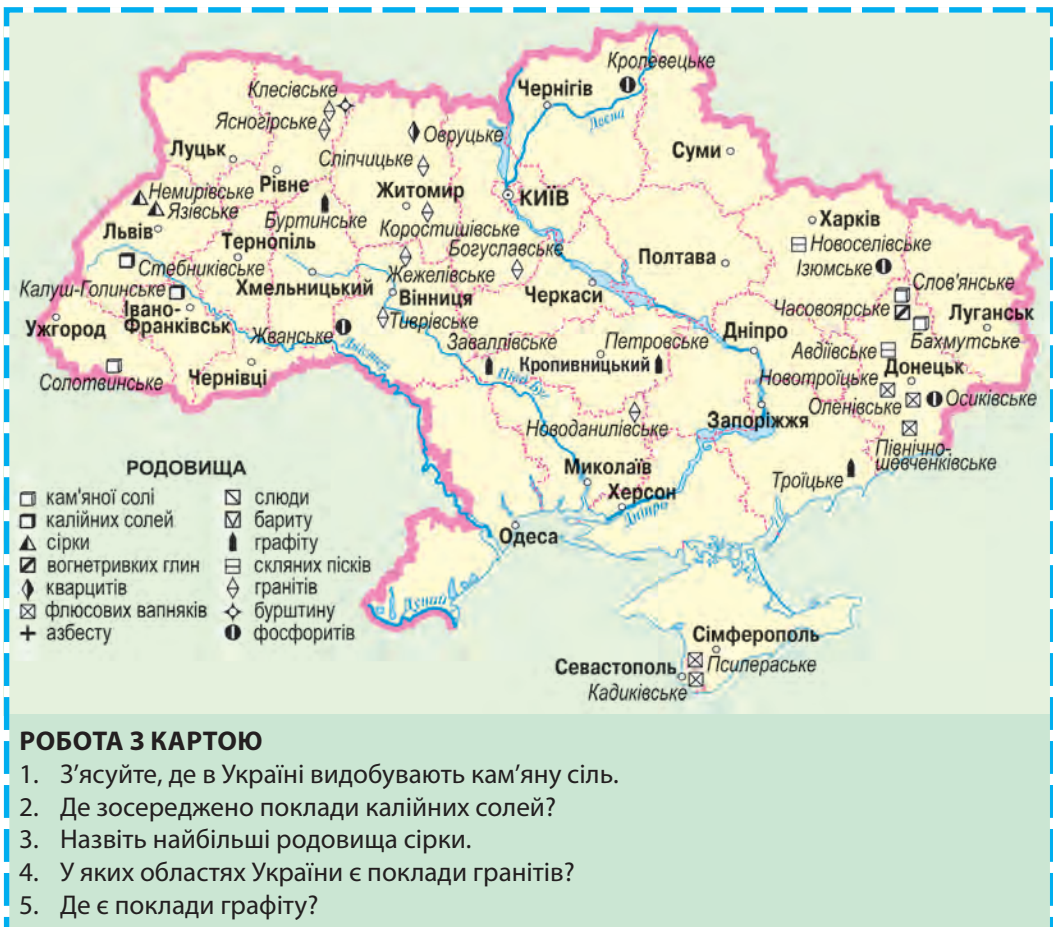 Кролевецьке
Клесівське
Чернігів
Десна
Ясногірське
Овруцьке
Луцьк
Сліпчицьке
Суми
Рівне
Житомир
КИЇВ
Немирівське
Язівське
Буртинське
Коростишівське
Харків
Львів
Тернопіль
Богуславське
Полтава
Новоселівське
Стебниківське
Жежелівське
Ізюмське
Калуш-Голинське
Хмельницький
Вінниця
Черкаси
Слов'янське
Часовоярське
Ужгород
Івано-
Франківськ
Жванське
Тиврівське
Дніпро
Луганськ
Бахмутське
Дністер
Заваллівське
Петровське
Авдіївське
Солотвинське
Чернівці
Кропивницький
Новотроїцьке
Донецьк
Півд. Буг
Оленівське
Осиківське
Новоданилівське
Запоріжжя
Північно-
шевченківське
Миколаїв
Троїцьке
Херсон
Дніпро
Одеса
Дунай
Сімферополь
Севастополь
Псилераське
Кадиківське
РОДОВИЩА
кам'яної солі
калійних солей
сірки
вогнетривких глин
кварцитів
флюсових вапняків
азбесту
слюди
бариту
графіту
скляних пісків
гранітів
бурштину
фосфоритів
РОБОТА З КАРТОЮ
1. З’ясуйте, де в Україні видобувають кам’яну сіль.
2. Де зосереджено поклади калійних солей?
3. Назвіть найбільші родовища сірки.
4. У яких областях України є поклади гранітів?
5. Де є поклади графіту?